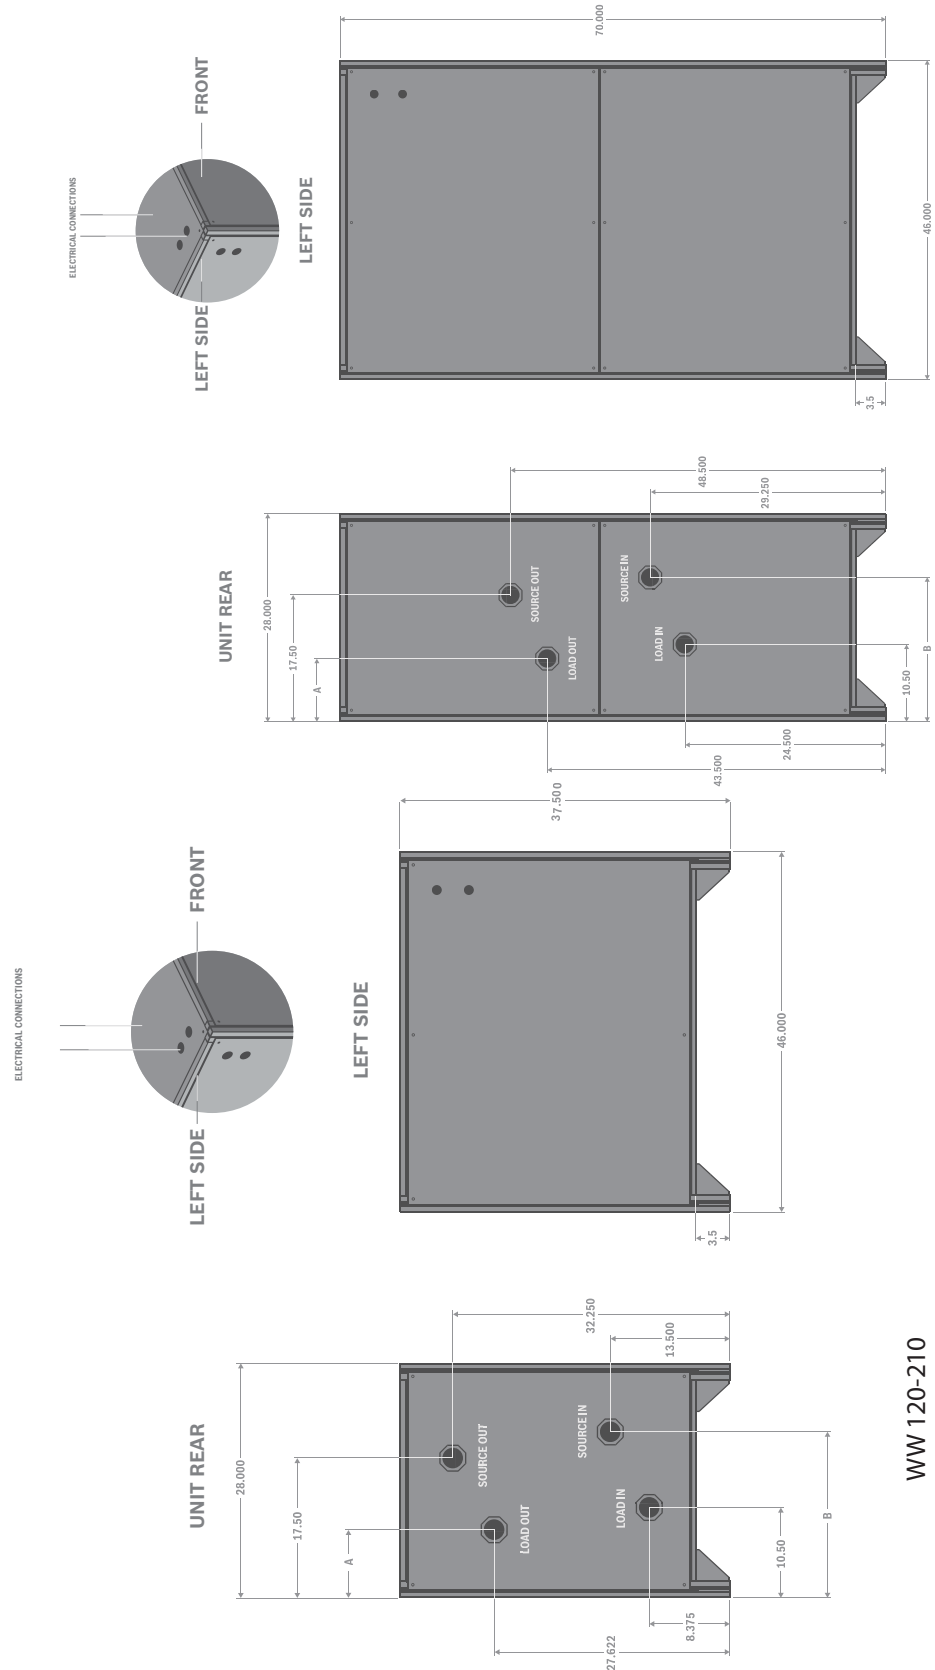 WW 120-210
UNIT REAR
28.000
17.50
A
SOURCE OUT
LOAD OUT
SOURCE IN
LOAD IN
32.250
13.500
27.622
8.375
10.50
B
ELECTRICAL CONNECTIONS
LEFT SIDE
FRONT
LEFT SIDE
37.500
46.000
3.5
UNIT REAR
28.000
17.50
A
SOURCE OUT
LOAD OUT
SOURCE IN
LOAD IN
48.500
29.250
43.500
24.500
10.50
B
ELECTRICAL CONNECTIONS
LEFT SIDE
FRONT
LEFT SIDE
70.000
46.000
3.5